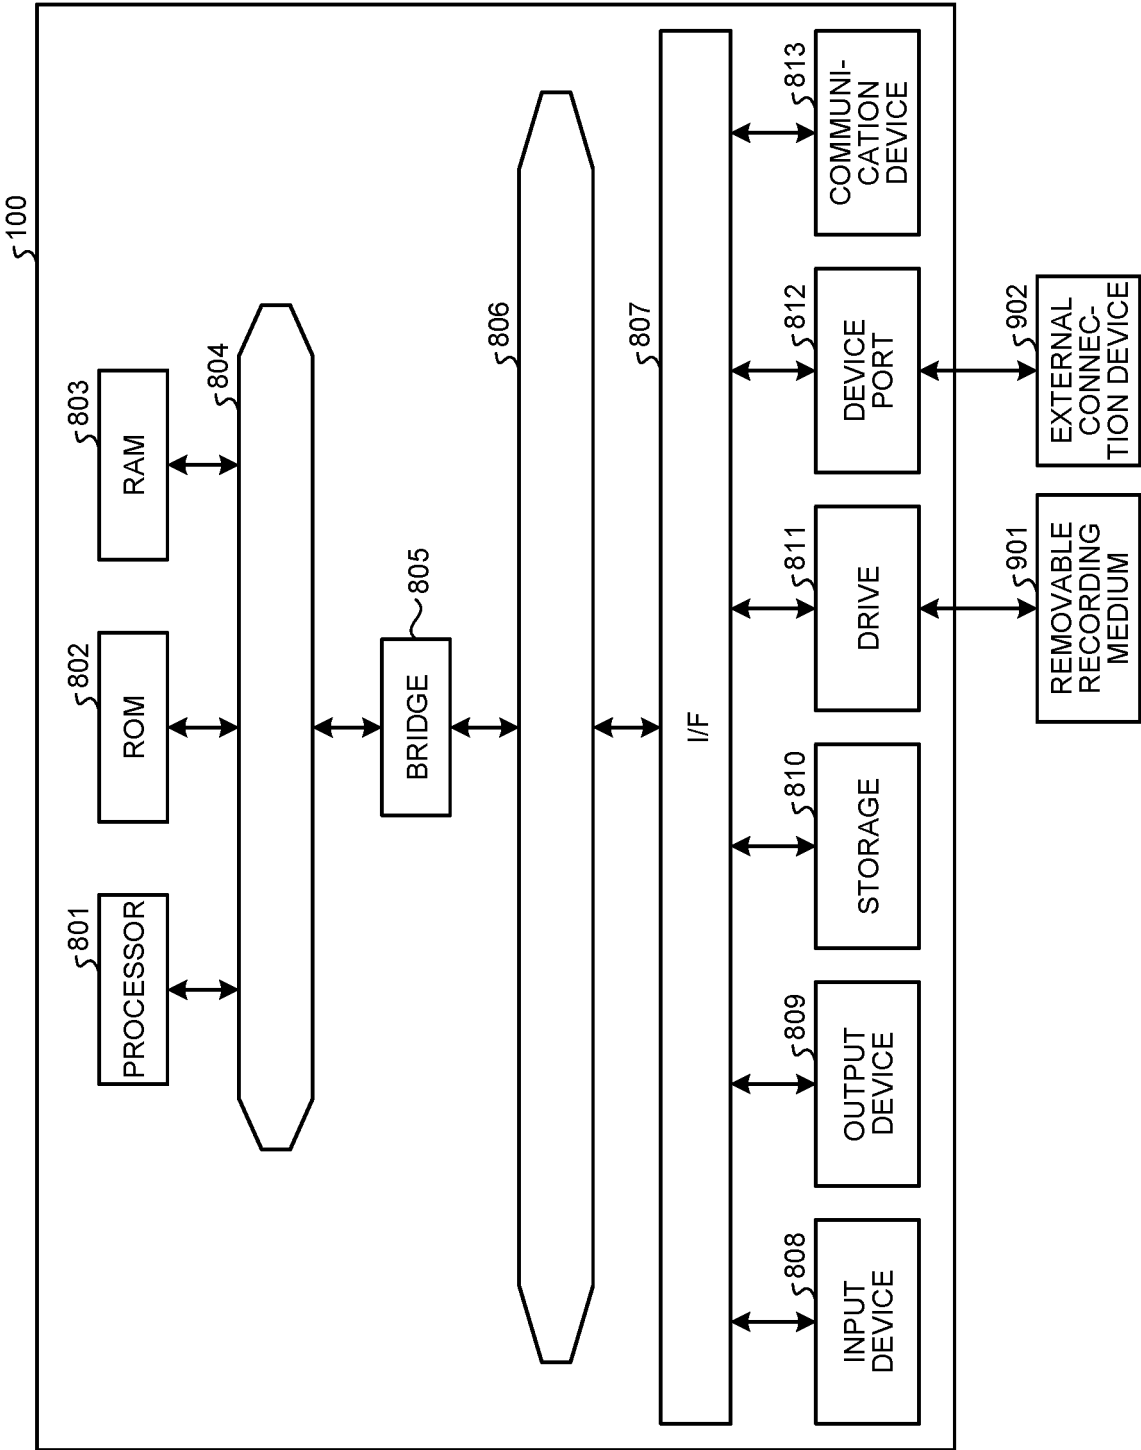 100
801
802
803
PROCESSOR
ROM
RAM
804
805
BRIDGE
806
807
I/F
808
809
810
811
812
813
INPUT
DEVICE
OUTPUT
DEVICE
STORAGE
DRIVE
DEVICE
PORT
COMMUNI-
CATION
DEVICE
901
902
REMOVABLE
RECORDING
MEDIUM
EXTERNAL
CONNEC-
TION DEVICE